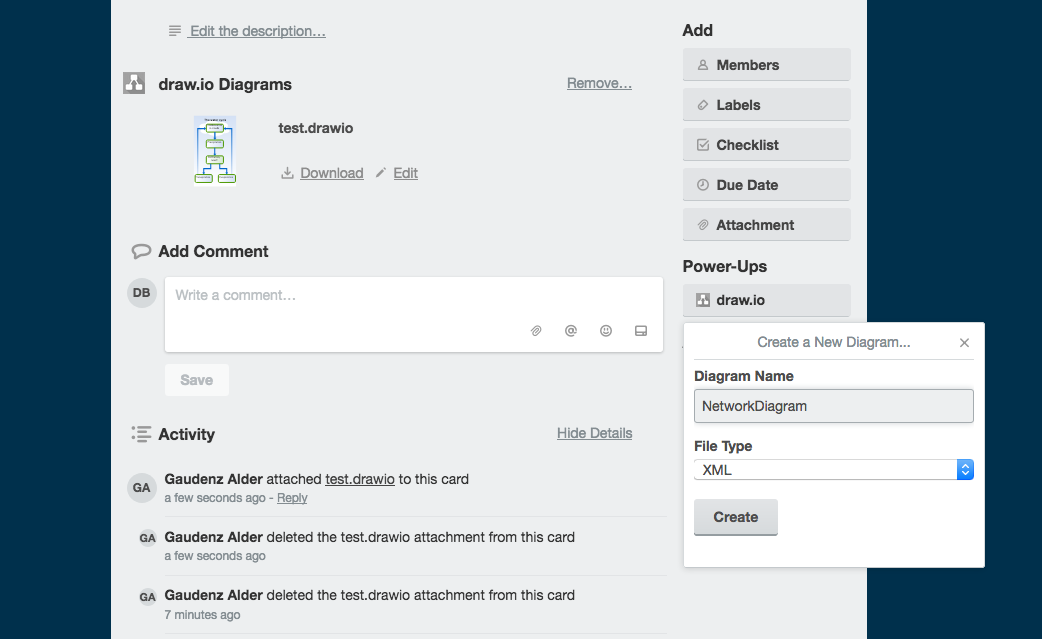 Edit the description…
draw.io Diagrams
Remove…
test.drawio
Download
Edit
Add Comment
DB
Write a comment…
Save
Activity
Hide Details
GA
Gaudenz Alder attached test.drawio to this card
a few seconds ago - Reply
GA
Gaudenz Alder deleted the test.drawio attachment from this card
a few seconds ago
GA
Gaudenz Alder deleted the test.drawio attachment from this card
7 minutes ago
Add
Members
Labels
Checklist
Due Date
Attachment
Power-Ups
draw.io
Create a New Diagram...
Diagram Name
NetworkDiagram
File Type
XML
Create